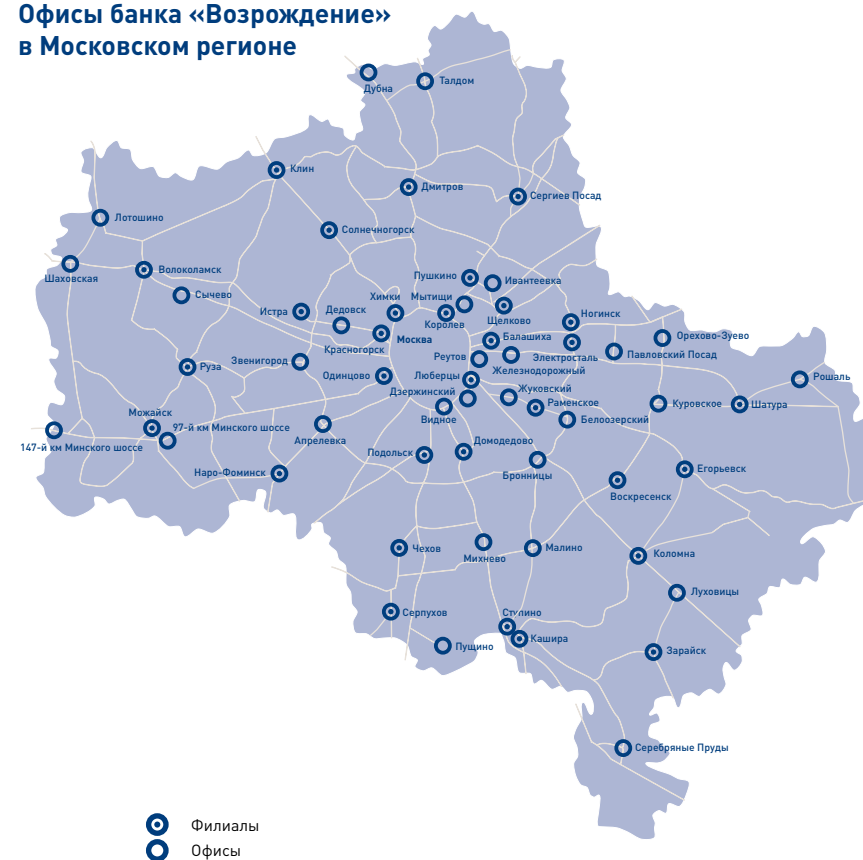 Офисы банка «Возрождение»
в Московском регионе
Дубна
Талдом
Клин
Дмитров
Сергиев Посад
Лотошино
Солнечногорск
Шаховская
Волоколамск
Пушкино
Ивантеевка
Сычево
Химки
Мытищи
Истра
Дедовск
Королев
Щелково
Ногинск
Москва
Балашиха
Орехово-Зуево
Красногорск
Реутов
Электросталь
Павловский Посад
Звенигород
Железнодорожный
Руза
Одинцово
Люберцы
Рошаль
Дзержинский
Жуковский
Раменское
Куровское
Шатура
Можайск
Видное
Белоозерский
97-й км Минского шоссе
147-й км Минского шоссе
Апрелевка
Подольск
Домодедово
Наро-Фоминск
Бронницы
Егорьевск
Воскресенск
Чехов
Михнево
Малино
Коломна
Луховицы
Серпухов
Ступино
Кашира
Пущино
Зарайск
Серебряные Пруды
Филиалы
Офисы